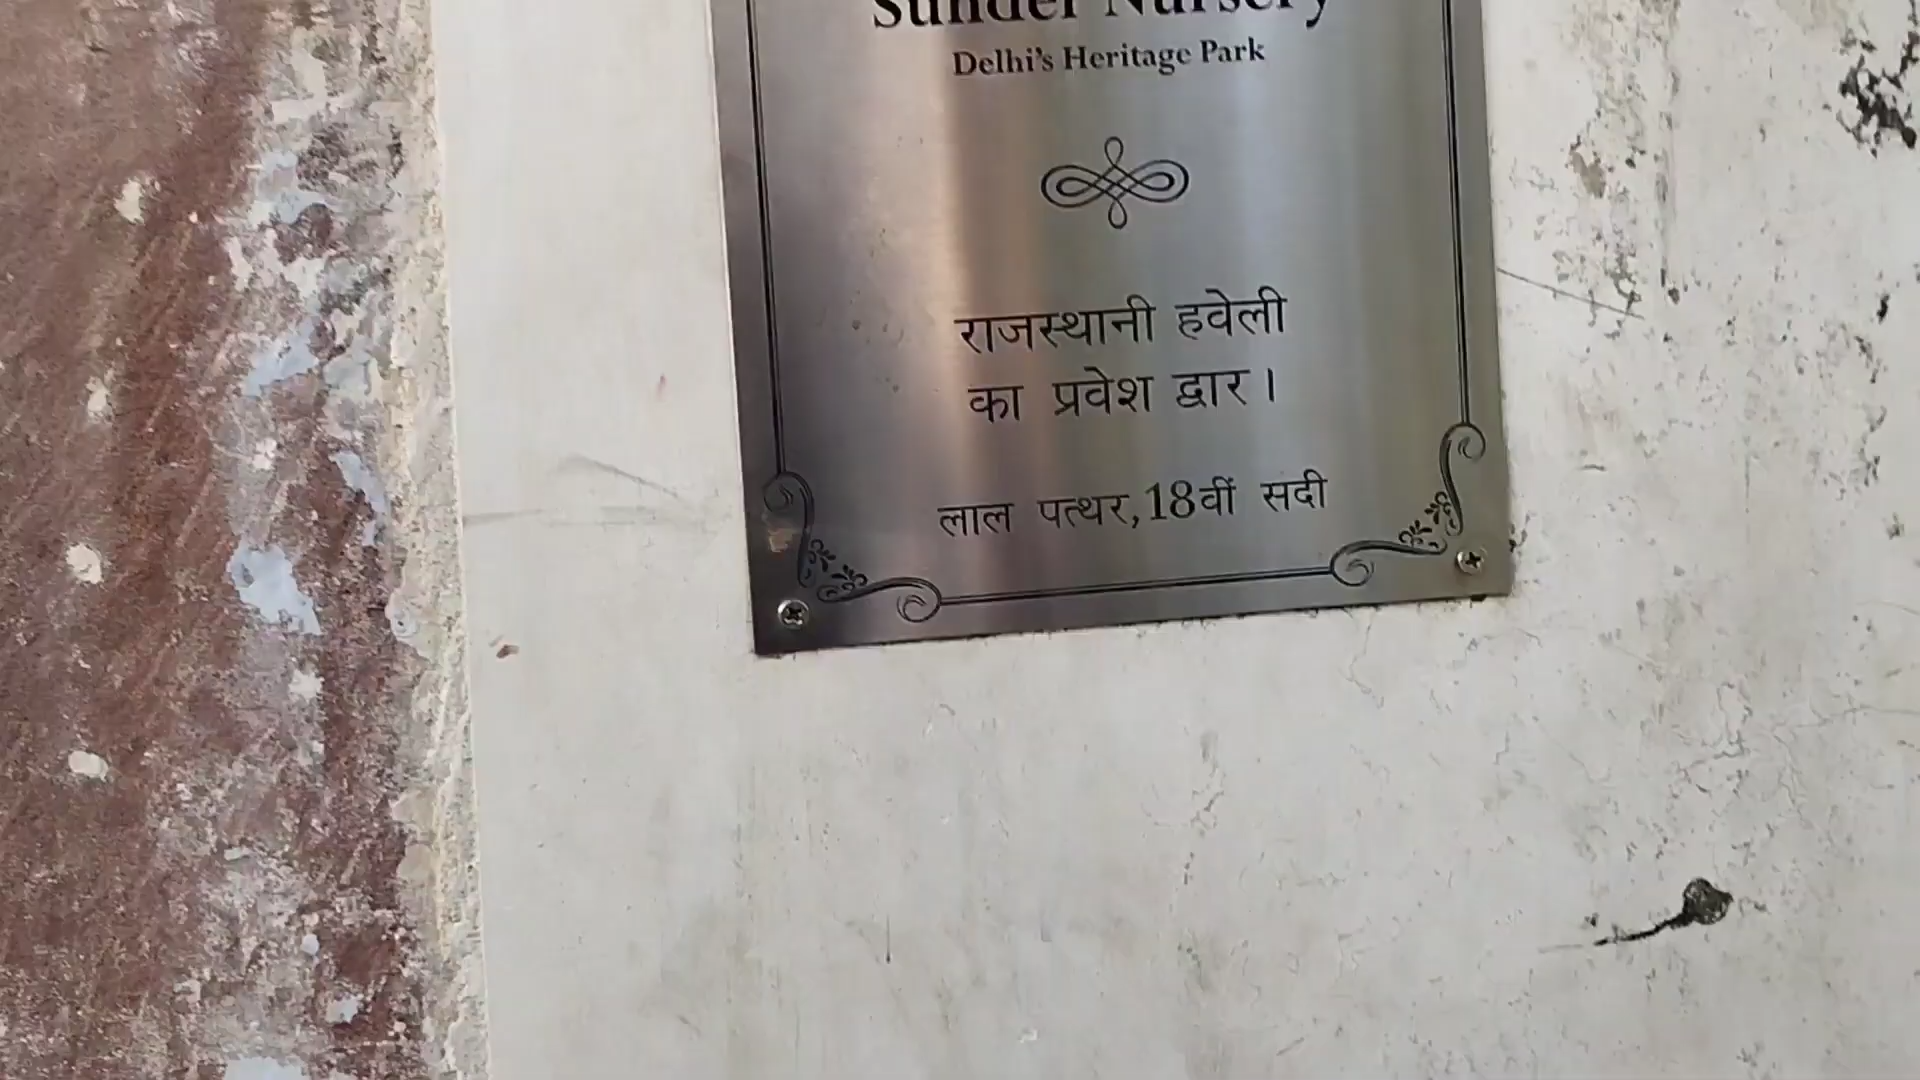 Sunder Nursery
Delhi's Heritage Park
राजस्थानी हवेली
का प्रवेश द्वार।
लाल पत्थर, 18वीं सदी